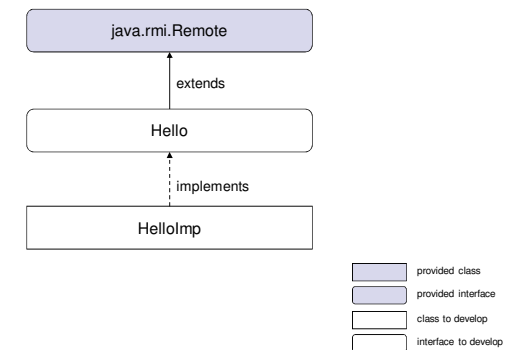 java.rmi.Remote
extends
Hello
implements
HelloImp
provided class
provided interface
class to develop
interface to develop